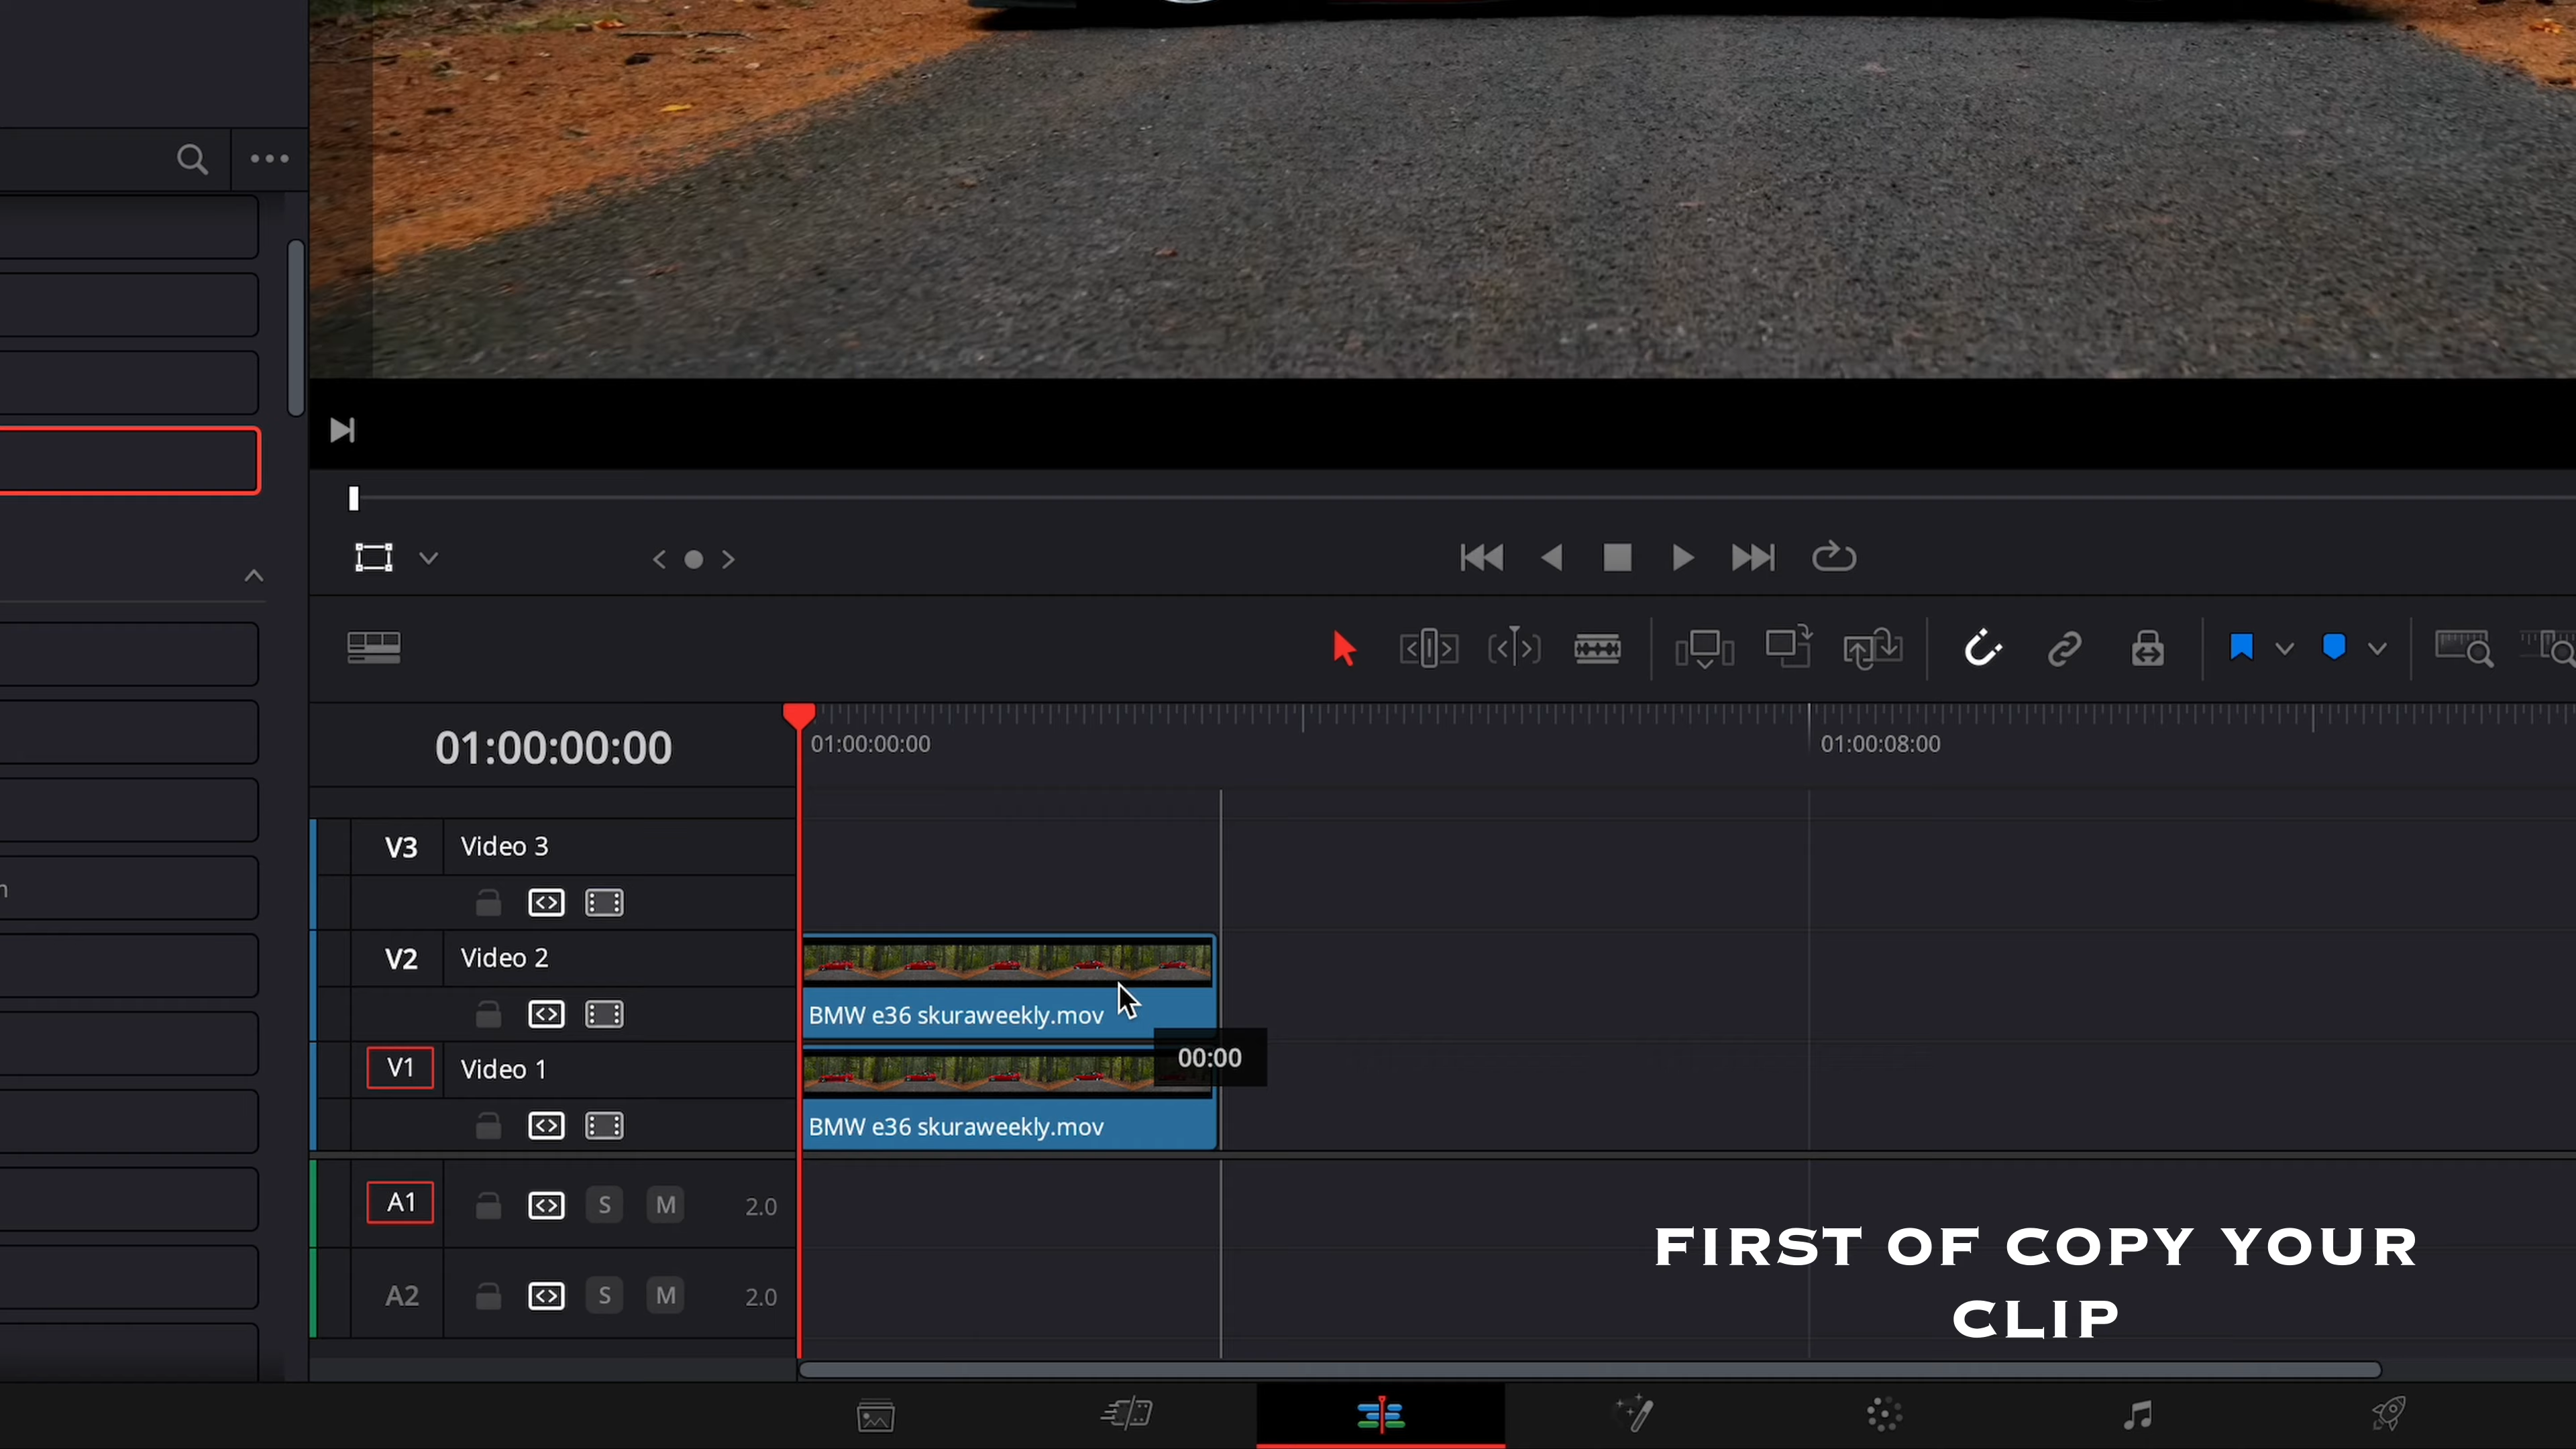 01:00:00:00
01:00:00:00
01:00:08:00
V3 Video 3
V2 Video 2
BMW e36 skuraweekly.mov
V1 Video 1
00:00
BMW e36 skuraweekly.mov
A1 S M 2.0
A2 S M 2.0
FIRST OF COPY YOUR
CLIP